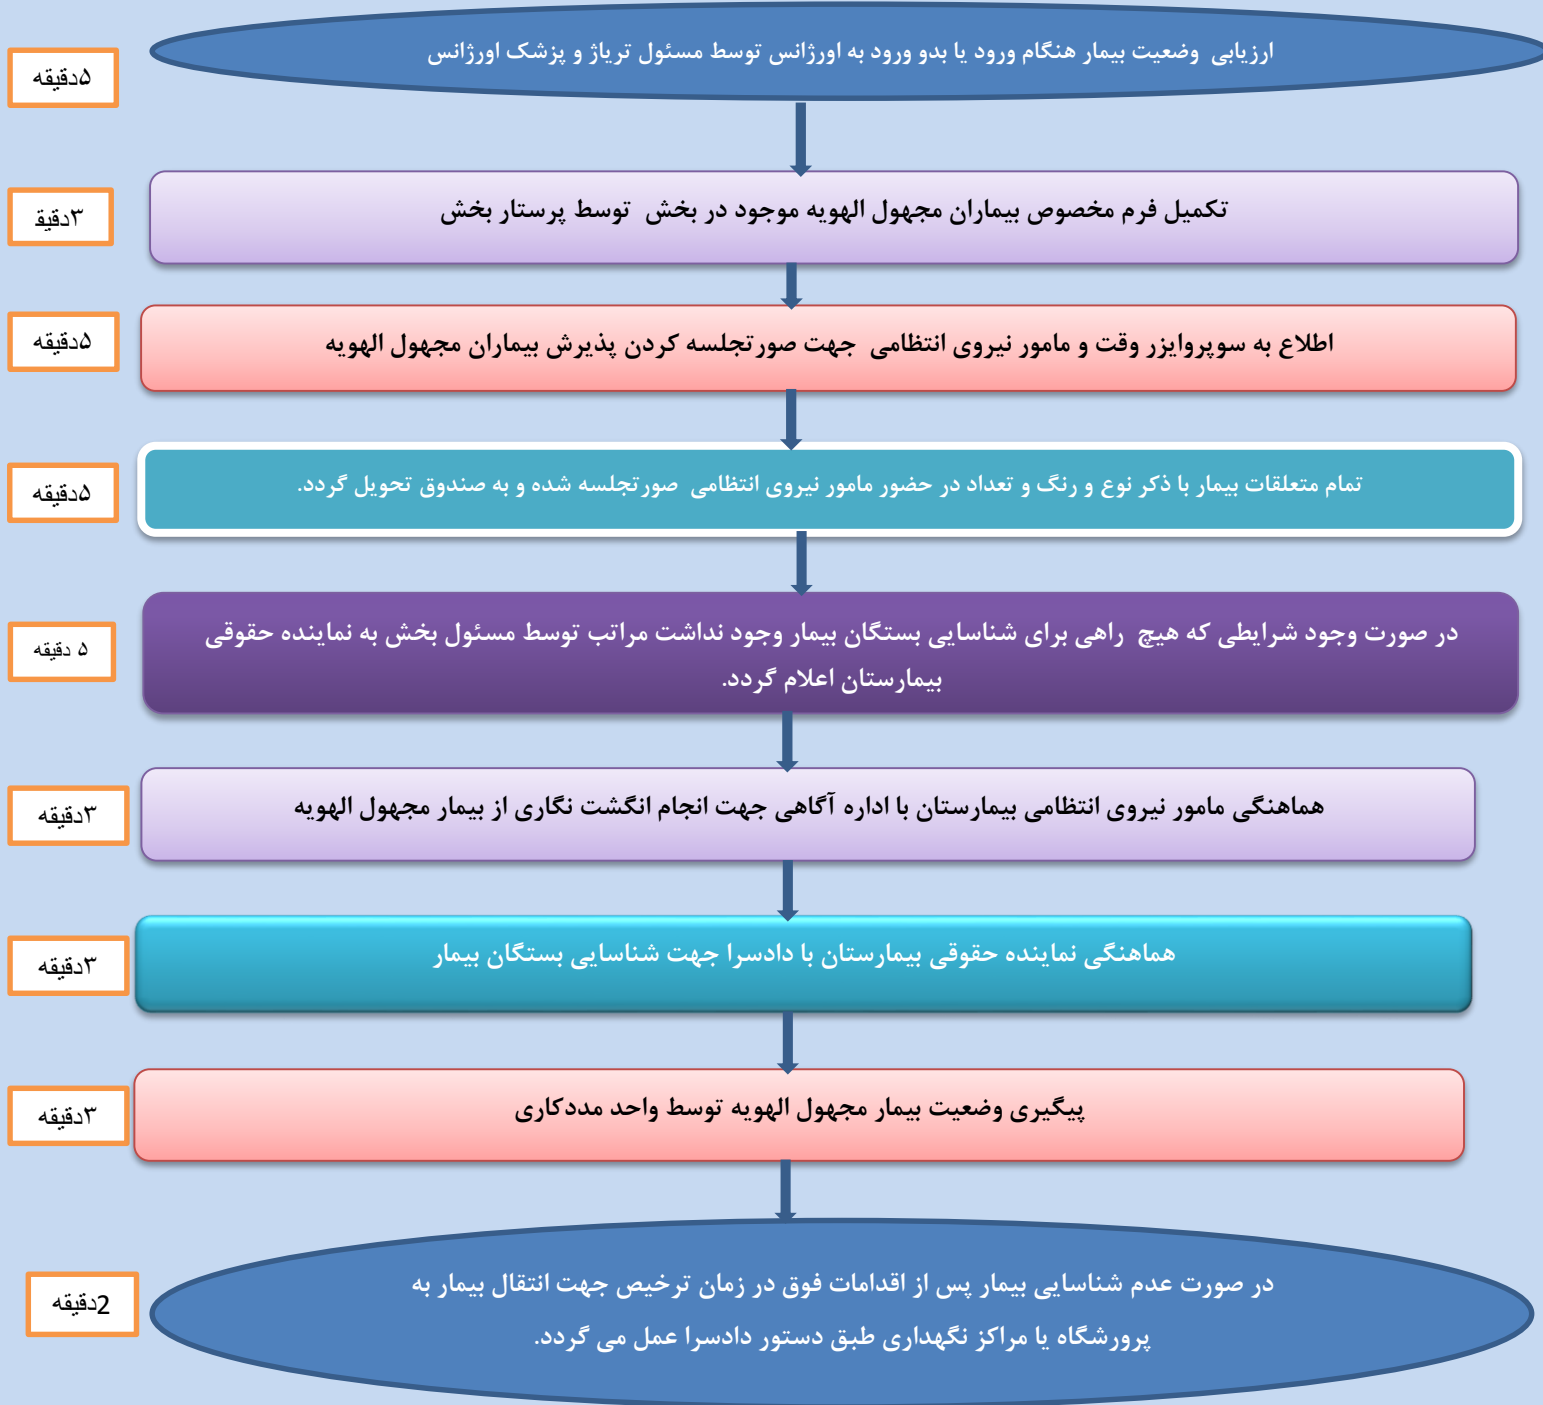 ارزیابی وضعیت بیمار هنگام ورود یا بدو ورود به اورژانس توسط مسئول تریاژ و پزشک اورژانس
۵دقیقه
تکمیل فرم مخصوص بیماران مجهول الهویه موجود در بخش توسط پرستار بخش
۳دقیق
اطلاع به سوپروایزر وقت و مامور نیروی انتظامی جهت صورتجلسه کردن پذیرش بیماران مجهول الهویه
۵دقیقه
تمام متعلقات بیمار با ذکر نوع و رنگ و تعداد در حضور مامور نیروی انتظامی صورتجلسه شده و به صندوق تحویل گردد.
۵دقیقه
در صورت وجود شرایطی که هیچ راهی برای شناسایی بستگان بیمار وجود نداشت مراتب توسط مسئول بخش به نماینده حقوقی
بیمارستان اعلام گردد.
۵ دقیقه
هماهنگی مامور نیروی انتظامی بیمارستان با اداره آگاهی جهت انجام انگشت نگاری از بیمار مجهول الهویه
۳دقیقه
هماهنگی نماینده حقوقی بیمارستان با دادسرا جهت شناسایی بستگان بیمار
۳دقیقه
پیگیری وضعیت بیمار مجهول الهویه توسط واحد مددکاری
۳دقیقه
در صورت عدم شناسایی بیمار پس از اقدامات فوق در زمان ترخیص جهت انتقال بیمار به
پرورشگاه یا مراکز نگهداری طبق دستور دادسرا عمل می گردد.
2دقیقه